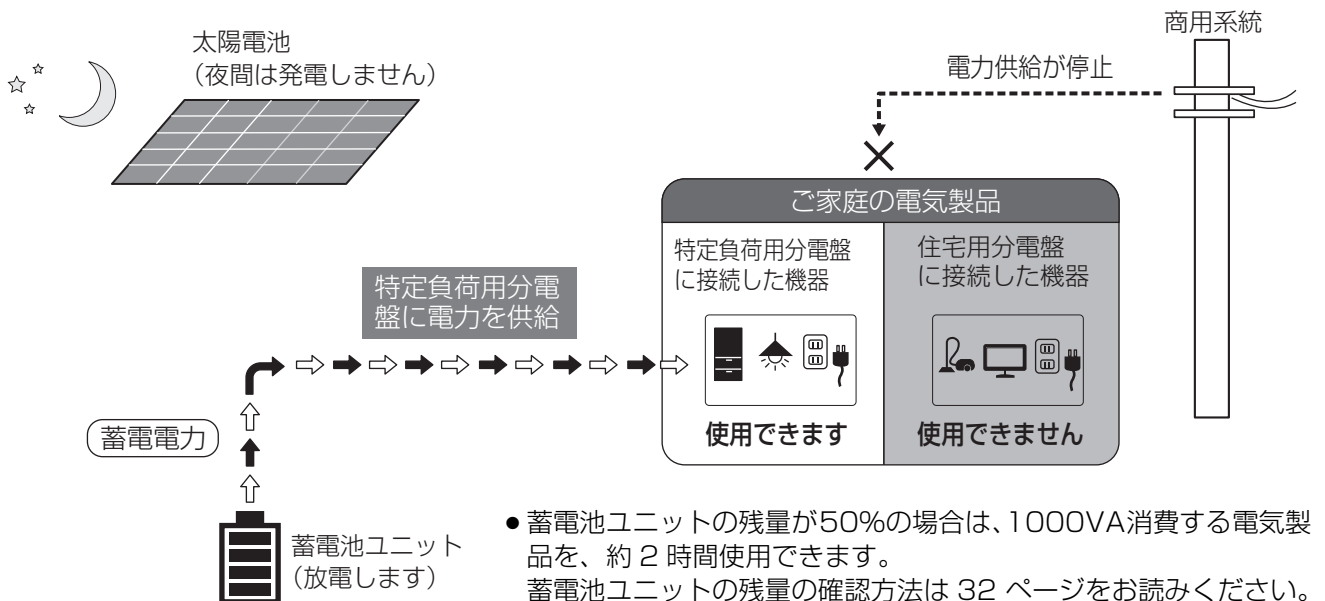 商用系統
太陽電池
(夜間は発電しません)
電力供給が停止
ご家庭の電気製品
特定負荷用分電盤
に接続した機器
住宅用分電盤
に接続した機器
特定負荷用分電
盤に電力を供給
使用できます
使用できません
蓄電電力
蓄電池ユニット
(放電します)
●蓄電池ユニットの残量が50%の場合は、1000VA消費する電気製
品を、約 2 時間使用できます。
蓄電池ユニットの残量の確認方法は 32 ページをお読みください。